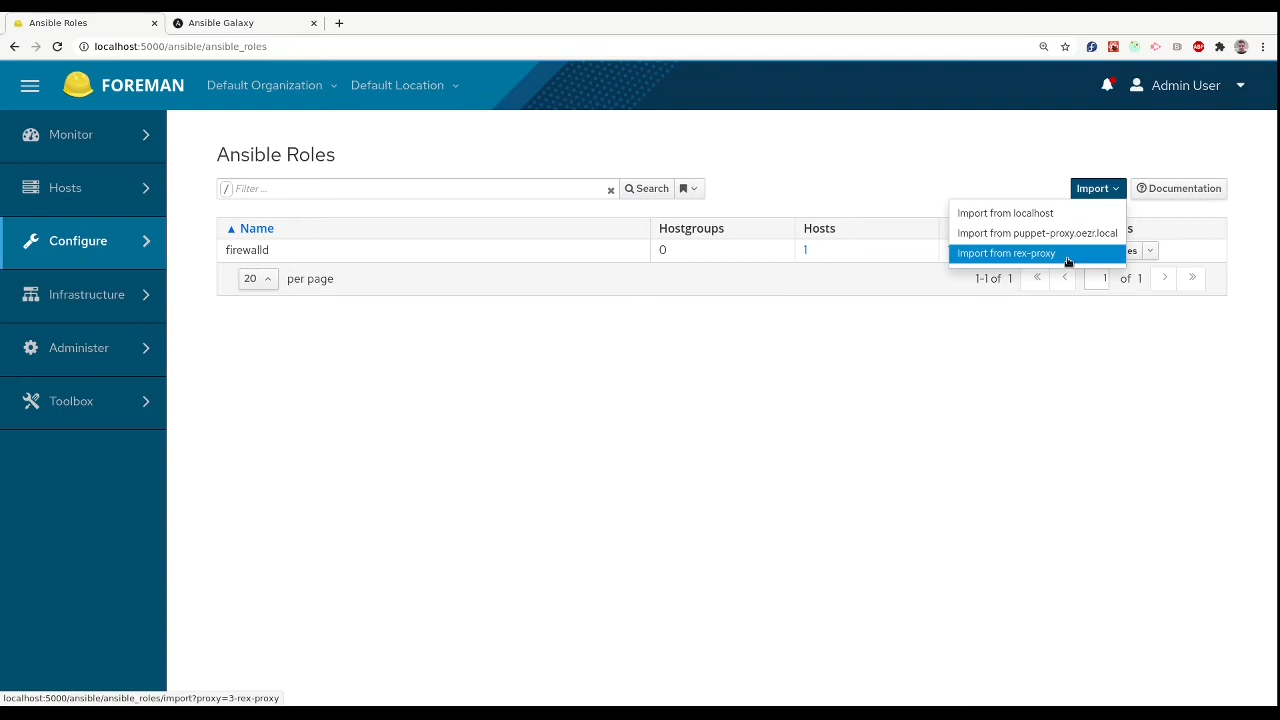 Ansible Roles
Ansible Galaxy
localhost:5000/ansible/ansible_roles
FOREMAN
Default Organization
Default Location
Admin User
Monitor
Hosts
Configure
Infrastructure
Administer
Toolbox
Ansible Roles
/ Filter ...
Search
Import
Documentation
Import from localhost
Import from puppet-proxy.oezr.local
Import from rex-proxy
▲ Name
Hostgroups
Hosts
firewalld
0
1
20
per page
1-1 of 1
1
of 1
localhost:5000/ansible/ansible_roles/import?proxy=3-rex-proxy